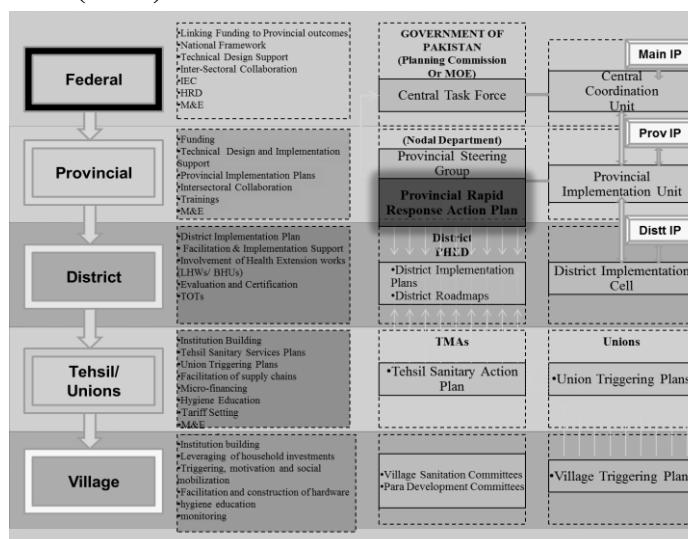 Federal
•Linking Funding to Provincial outcomes
•National Framework
•Technical Design Support
•Inter-Sectoral Collaboration
•IEC
•HRD
•M&E
GOVERNMENT OF
PAKISTAN
(Planning Commission
Or MOE)
Central Task Force
Main IP
Central
Coordination
Unit
Provincial
•Funding
•Technical Design and Implementation
Support
•Provincial Implementation Plans
•Intersectoral Collaboration
•Trainings
•M&E
(Nodal Department)
Provincial Steering
Group
Provincial Rapid
Response Action Plan
Prov IP
Provincial
Implementation Unit
District
•District Implementation Plan
• Facilitation & Implementation Support
•Involvement of Health Extension works
(LHWs/ BHUs)
•Evaluation and Certification
•TOTs
District
PHED
•District Implementation
Plans
•District Roadmaps
Distt IP
District Implementation
Cell
Tehsil/
Unions
•Institution Building
•Tehsil Sanitary Services Plans
•Union Triggering Plans
•Facilitation of supply chains
•Micro-financing
•Hygiene Education
•Tariff Setting
•M&E
TMAs
•Tehsil Sanitary Action
Plan
Unions
•Union Triggering Plans
Village
•Institution building
•Leveraging of household investments
•Triggering, motivation and social
mobilization
•Facilitation and construction of hardware
•hygiene education
•monitoring
•Village Sanitation Committees
•Para Development Committees
•Village Triggering Plan